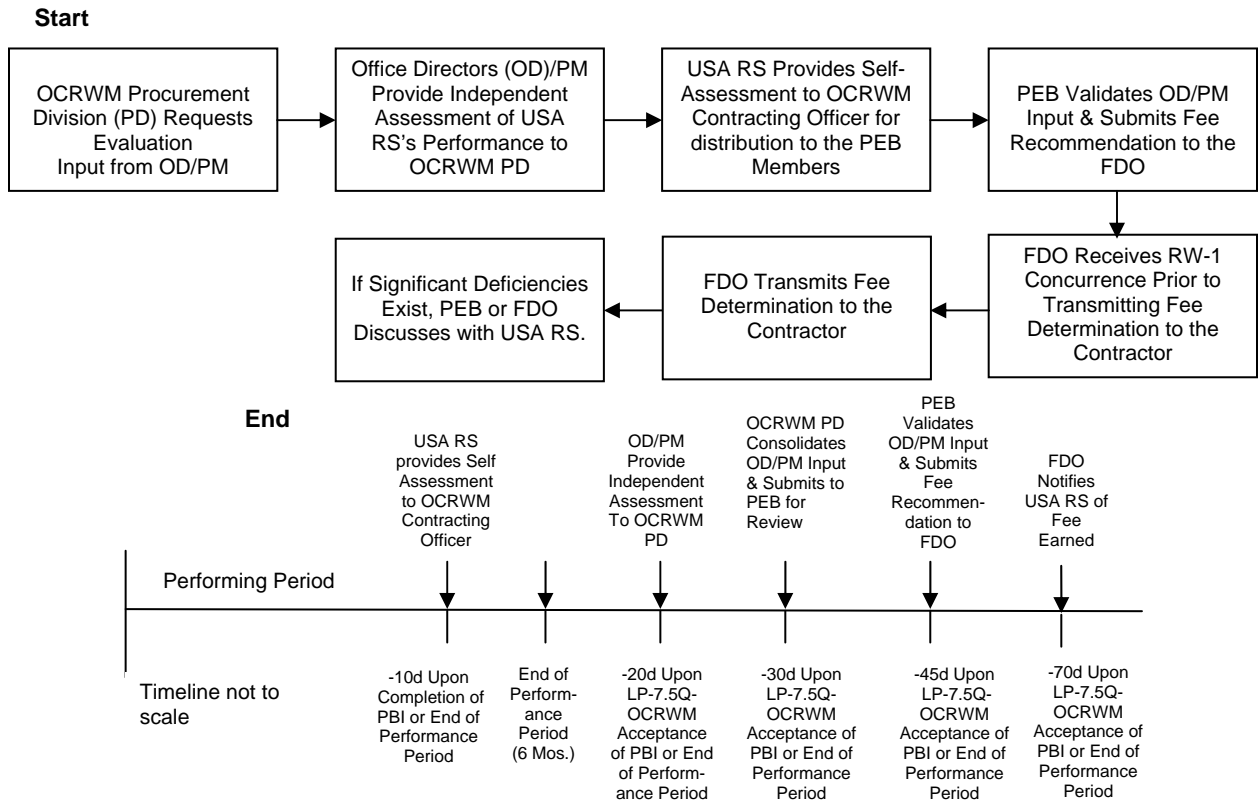 Start
OCRWM Procurement
Division (PD) Requests
Evaluation
Input from OD/PM
Office Directors (OD)/PM
Provide Independent
Assessment of USA
RS's Performance to
OCRWM PD
USA RS Provides Self-
Assessment to OCRWM
Contracting Officer for
distribution to the PEB
Members
PEB Validates OD/PM
Input & Submits Fee
Recommendation to the
FDO
FDO Receives RW-1
Concurrence Prior to
Transmitting Fee
Determination to the
Contractor
FDO Transmits Fee
Determination to the
Contractor
If Significant Deficiencies
Exist, PEB or FDO
Discusses with USA RS.
End
USA RS
provides Self
Assessment
to OCRWM
Contracting
Officer
OD/PM
Provide
Independent
Assessment
To OCRWM
PD
OCRWM PD
Consolidates
OD/PM Input
& Submits to
PEB for
Review
PEB
Validates
OD/PM Input
& Submits
Fee
Recommen-
dation to
FDO
FDO
Notifies
USA RS of
Fee
Earned
Performing Period
Timeline not to
scale
-10d Upon
Completion of
PBI or End of
Performance
Period
End of
Perform-
ance
Period
(6 Mos.)
-20d Upon
LP-7.5Q-
OCRWM
Acceptance
of PBI or End
of Perform-
ance Period
-30d Upon
LP-7.5Q-
OCRWM
Acceptance of
PBI or End of
Performance
Period
-45d Upon
LP-7.5Q-
OCRWM
Acceptance of
PBI or End of
Performance
Period
-70d Upon
LP-7.5Q-
OCRWM
Acceptance of
PBI or End of
Performance
Period